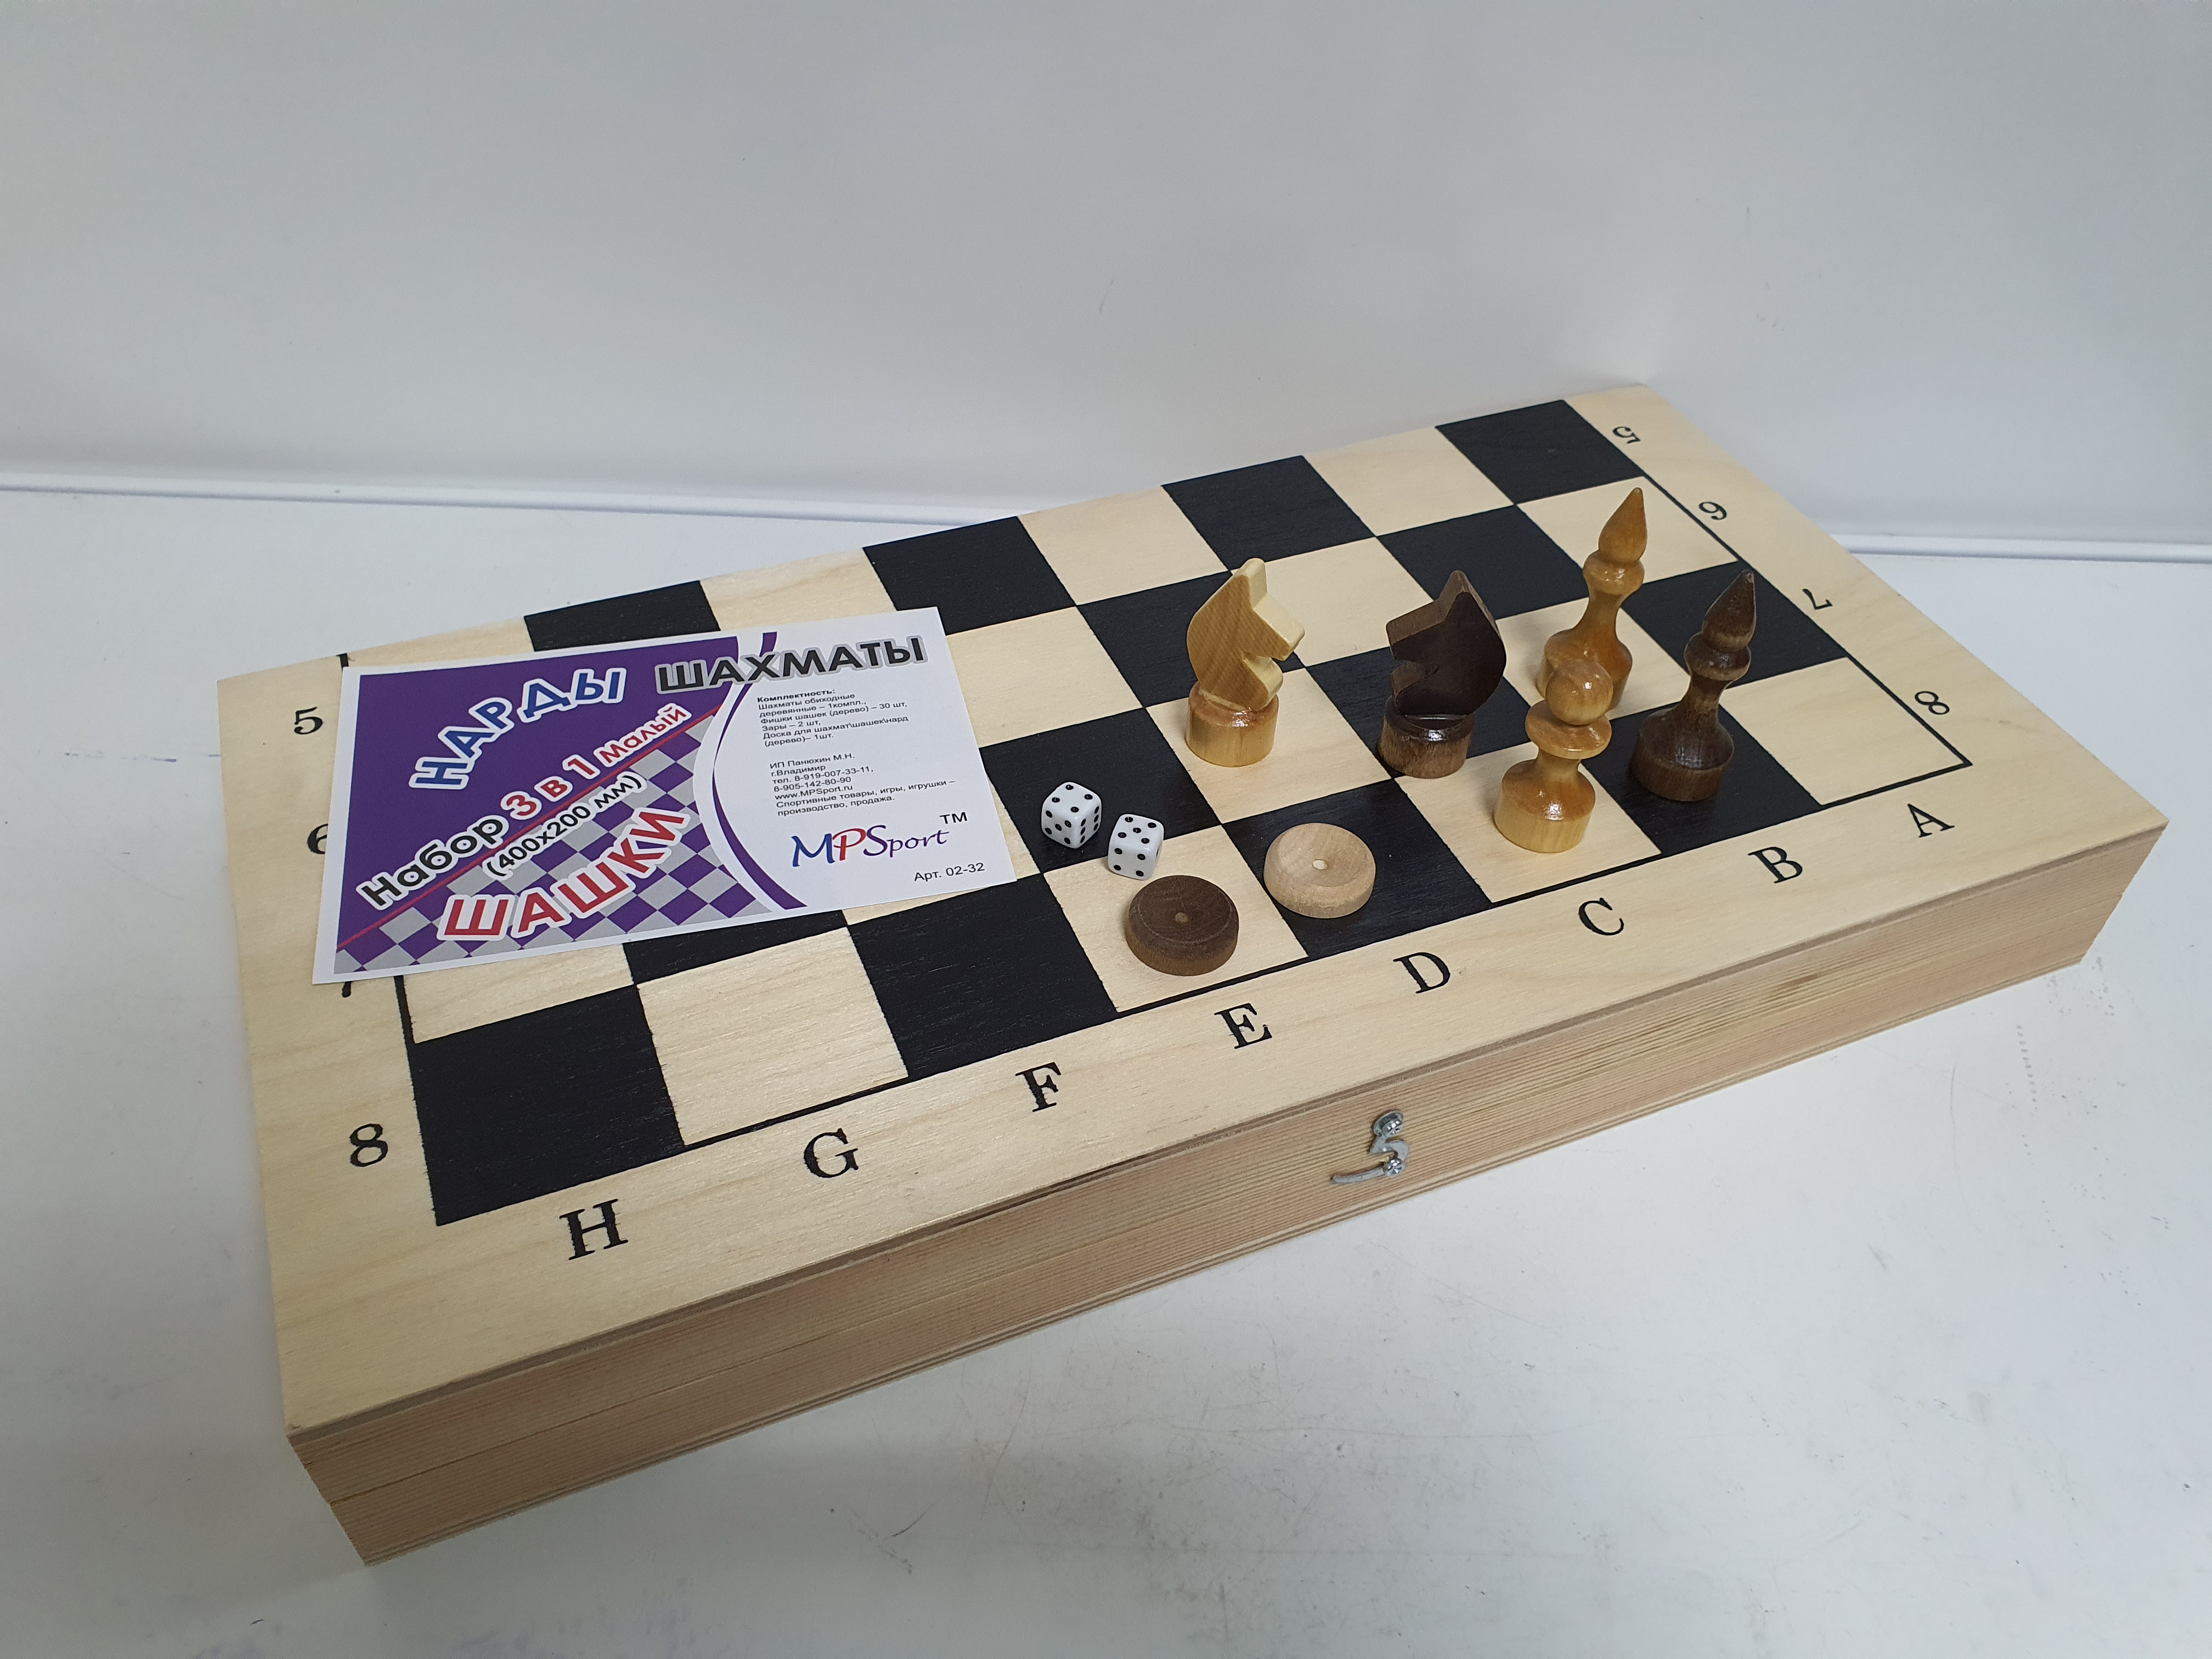 НАРДЫ
ШАХМАТЫ
Набор 3 в 1 Малый
(400х200 мм)
ШАШКИ
Комплектность:
Шахматы обиходные
деревянные – 1компл.,
Фишки шашек (дерево) – 30 шт,
Зары – 2 шт,
Доска для шахмат\шашек\нард
(дерево)– 1шт.
ИП Панюхин М.Н.
г.Владимир
тел. 8-919-007-33-11,
8-905-142-80-90
www.MPSport.ru
Спортивные товары, игры, игрушки –
производство, продажа.
MPSport TM
Арт. 02-32
5
6
7
8
H G F E D C B A
5
6
7
8